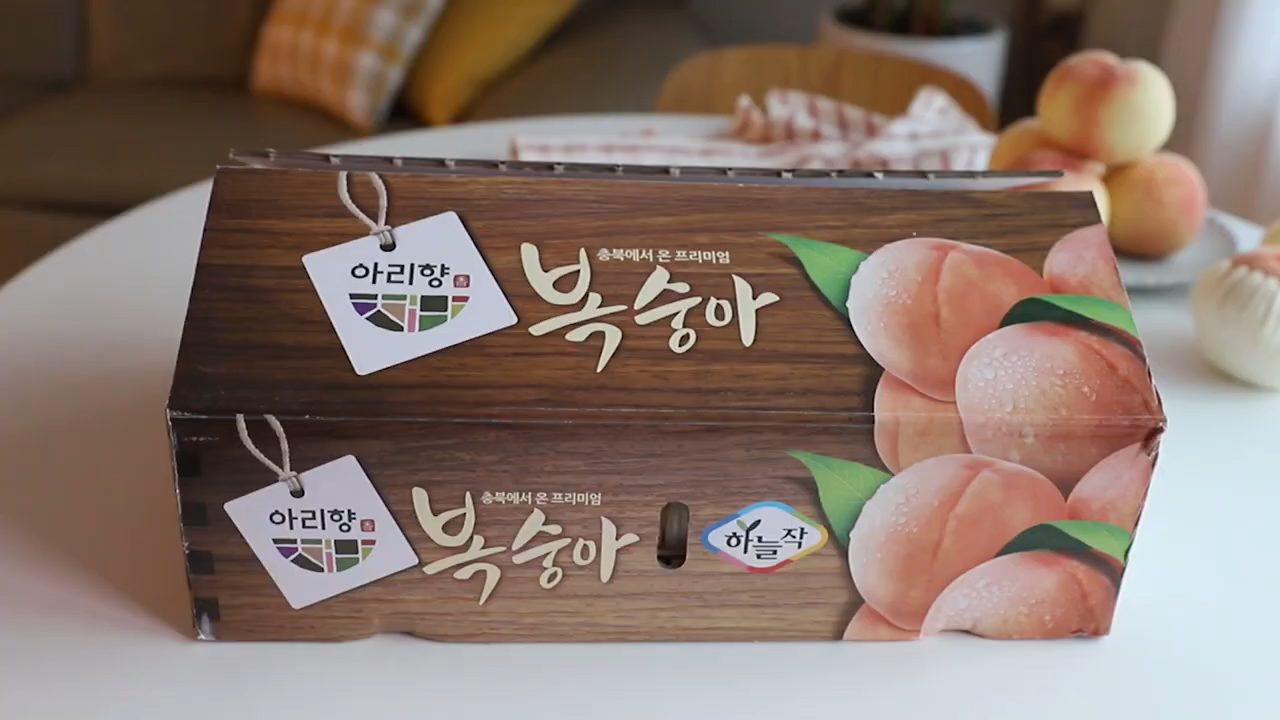 아리향
충북에서 온 프리미엄
복숭아
아리향
충북에서 온 프리미엄
복숭아
하늘작